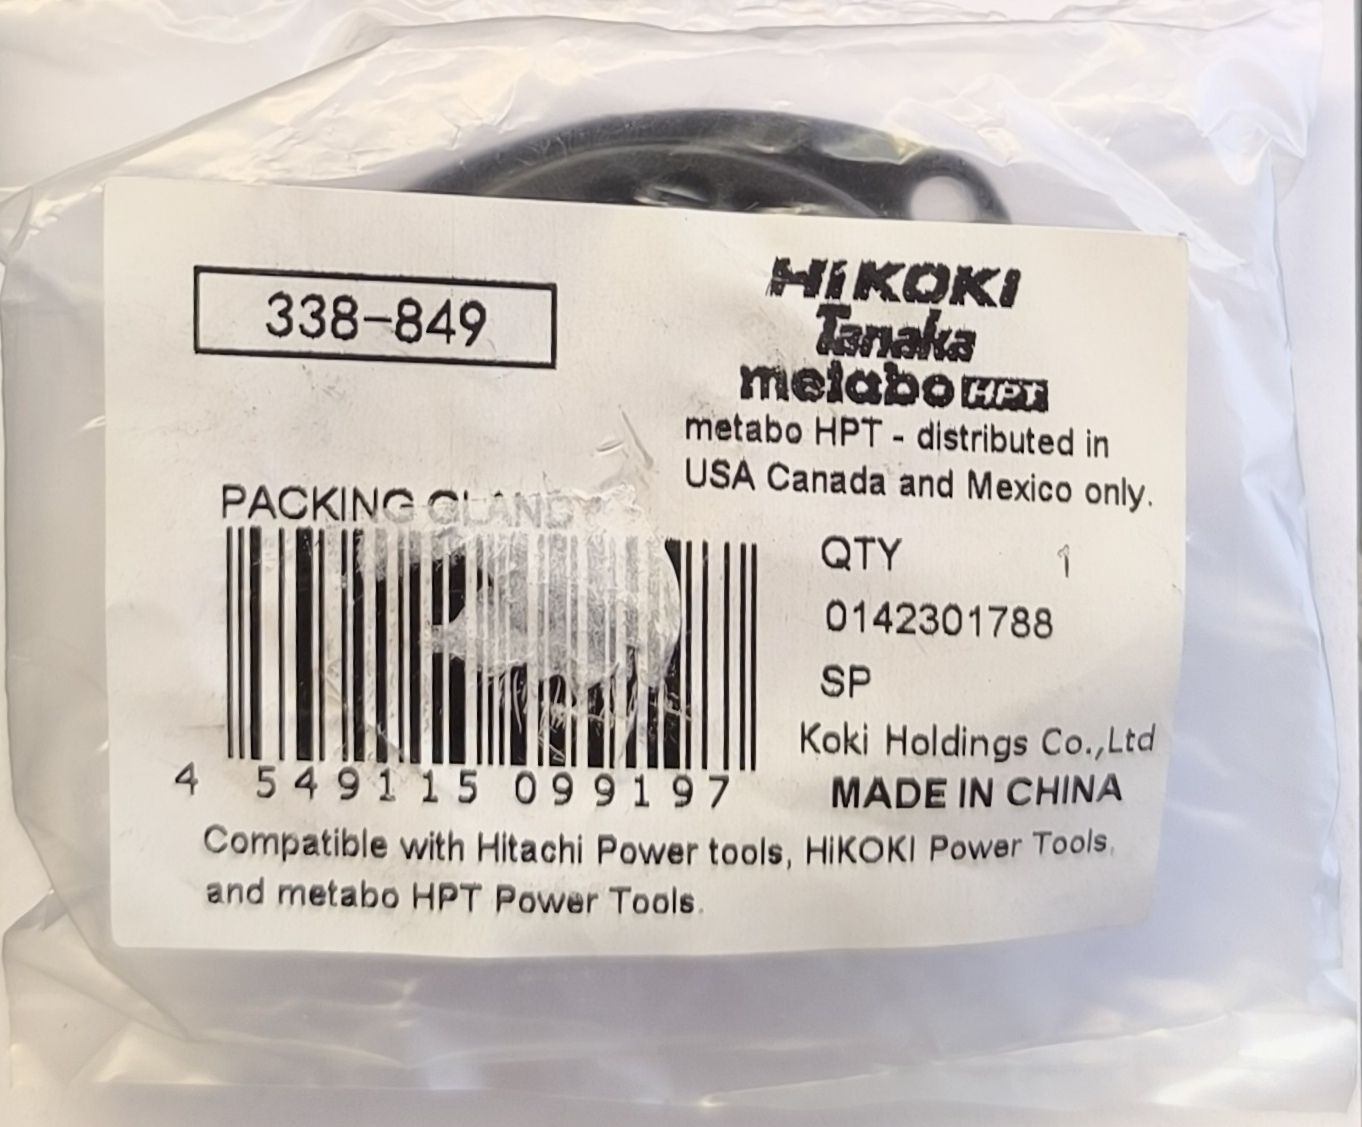 338-849
HiKOKI
Tanaka
metabo HPT
metabo HPT - distributed in
USA Canada and Mexico only.
PACKING GLAND
QTY 1
0142301788
SP
Koki Holdings Co.,Ltd
MADE IN CHINA
4 549115 099197
Compatible with Hitachi Power tools, HiKOKI Power Tools,
and metabo HPT Power Tools.